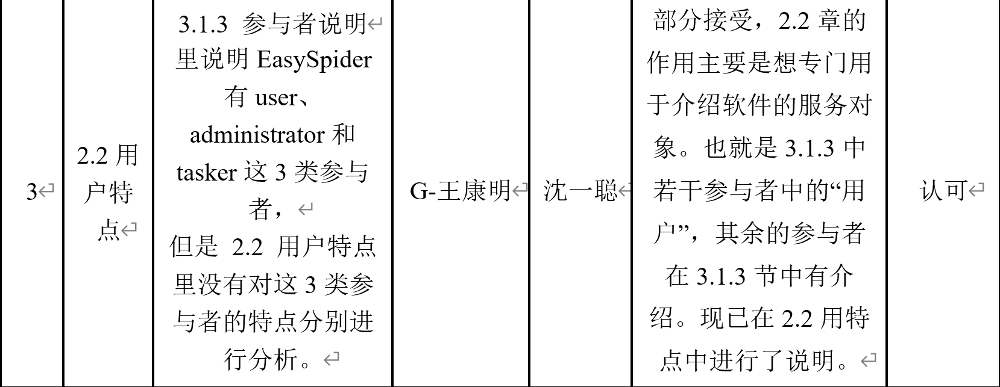 3
2.2 用
户特
点
3.1.3 参与者说明
里说明 EasySpider
有 user、
administrator 和
tasker 这 3 类参与
者，
但是 2.2 用户特点
里没有对这 3 类参
与者的特点分别进
行分析。
G-王康明
沈一聪
部分接受，2.2 章的
作用主要是想专门用
于介绍软件的服务对
象。也就是 3.1.3 中
若干参与者中的“用
户”，其余的参与者
在 3.1.3 节中有介
绍。现已在 2.2 用特
点中进行了说明。
认可